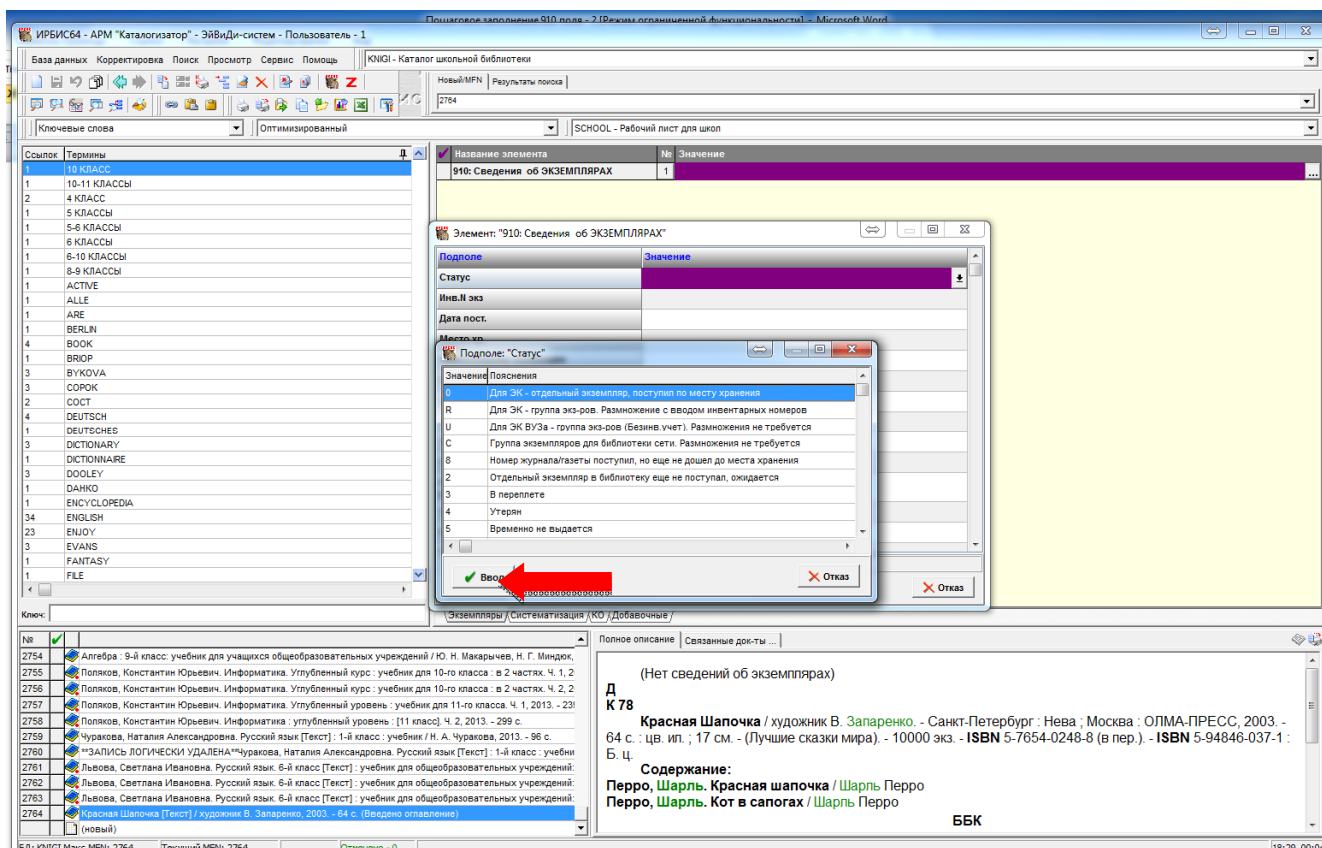 Пошаговое заполнение 910 поля - 2 [Режим ограниченной функциональности] - Microsoft Word
ИРБИС64 - АРМ "Каталогизатор" - ЭйВиДи-систем - Пользователь - 1
База данных Корректировка Поиск Просмотр Сервис Помощь
KNIGI - Каталог школьной библиотеки
Новый/MFN Результаты поиска
2764
Ключевые слова
Оптимизированный
SCHOOL - Рабочий лист для школ
Ссылок Термины
1 10 КЛАСС
1 10-11 КЛАССЫ
2 4 КЛАСС
1 5 КЛАССЫ
1 5-6 КЛАССЫ
1 6 КЛАССЫ
1 6-10 КЛАССЫ
1 8-9 КЛАССЫ
1 ACTIVE
1 ALLE
1 ARE
1 BERLIN
4 BOOK
1 BRIOP
3 BYKOVA
3 COPOK
2 COCT
4 DEUTSCH
1 DEUTSCHES
3 DICTIONARY
1 DICTIONNAIRE
3 DOOLEY
1 DAHKO
1 ENCYCLOPEDIA
34 ENGLISH
23 ENJOY
3 EVANS
1 FANTASY
1 FILE
Ключ:
Название элемента № Значение
910: Сведения об ЭКЗЕМПЛЯРАХ 1
Элемент: "910: Сведения об ЭКЗЕМПЛЯРАХ"
Подполе Значение
Статус
Инв.N экз
Дата пост.
Место хр
Подполе: "Статус"
Значение Пояснения
0 Для ЭК - отдельный экземпляр, поступил по месту хранения
R Для ЭК - группа экз-ров. Размножение с вводом инвентарных номеров
U Для ЭК ВУЗа - группа экз-ров (Безинв.учет). Размножения не требуется
C Группа экземпляров для библиотеки сети. Размножения не требуется
8 Номер журнала/газеты поступил, но еще не дошел до места хранения
2 Отдельный экземпляр в библиотеку еще не поступал, ожидается
3 В переплете
4 Утерян
5 Временно не выдается
Ввод
Отказ
Отказ
Экземпляры Систематизация КО Добавочные
№
2754 Алгебра : 9-й класс: учебник для учащихся общеобразовательных учреждений / Ю. Н. Макарычев, Н. Г. Миндюк,
2755 Поляков, Константин Юрьевич. Информатика. Углубленный курс : учебник для 10-го класса : в 2 частях. Ч. 1, 2
2756 Поляков, Константин Юрьевич. Информатика. Углубленный курс : учебник для 10-го класса : в 2 частях. Ч. 2, 2
2757 Поляков, Константин Юрьевич. Информатика. Углубленный уровень : учебник для 11-го класса. Ч. 1, 2013. - 23
2758 Поляков, Константин Юрьевич. Информатика : углубленный уровень : [11 класс]. Ч. 2, 2013. - 299 с.
2759 Чуракова, Наталия Александровна. Русский язык [Текст] : 1-й класс : учебник / Н. А. Чуракова, 2013. - 96 с.
2760 **ЗАПИСЬ ЛОГИЧЕСКИ УДАЛЕНА**Чуракова, Наталия Александровна. Русский язык [Текст] : 1-й класс : учебни
2761 Львова, Светлана Ивановна. Русский язык. 6-й класс [Текст] : учебник для общеобразовательных учреждений:
2762 Львова, Светлана Ивановна. Русский язык. 6-й класс [Текст] : учебник для общеобразовательных учреждений:
2763 Львова, Светлана Ивановна. Русский язык. 6-й класс [Текст] : учебник для общеобразовательных учреждений:
2764 Красная Шапочка [Текст] / художник В. Запаренко, 2003. - 64 с. (Введено оглавление)
(новый)
Полное описание Связанные док-ты ...
(Нет сведений об экземплярах)
Д
К 78
Красная Шапочка / художник В. Запаренко. - Санкт-Петербург : Нева ; Москва : ОЛМА-ПРЕСС, 2003. -
64 с. : цв. ил. ; 17 см. - (Лучшие сказки мира). - 10000 экз. - ISBN 5-7654-0248-8 (в пер.). - ISBN 5-94846-037-1 :
Б. ц.
Содержание:
Перро, Шарль. Красная шапочка / Шарль Перро
Перро, Шарль. Кот в сапогах / Шарль Перро
ББК